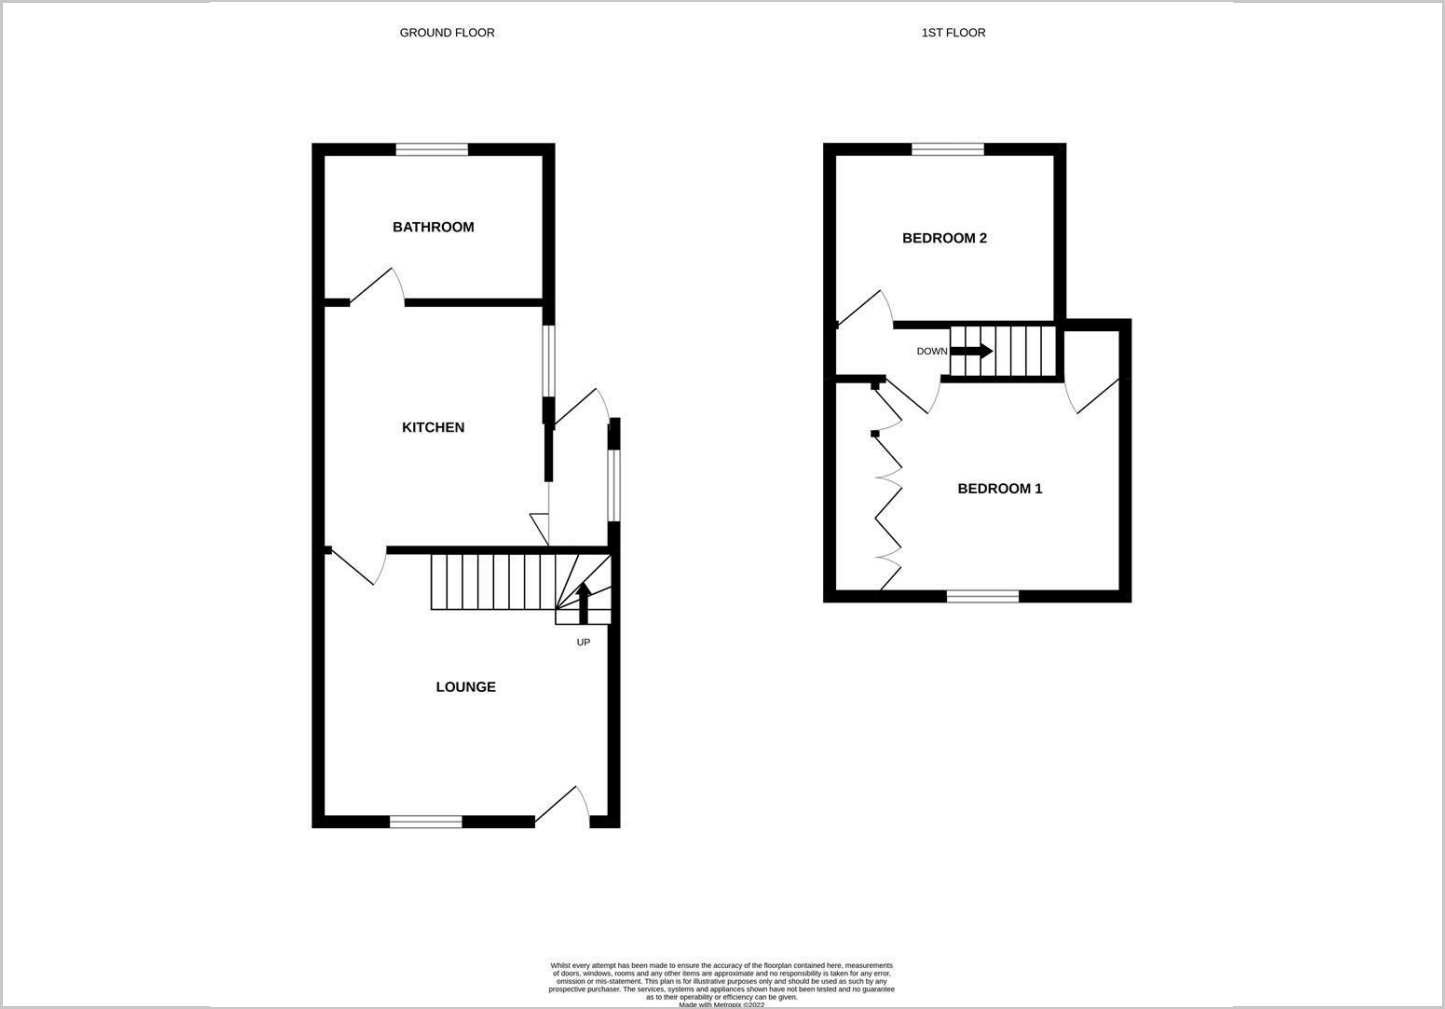 GROUND FLOOR
1ST FLOOR
BATHROOM
BEDROOM 2
DOWN
KITCHEN
BEDROOM 1
UP
LOUNGE
Whilst every attempt has been made to ensure the accuracy of the floorplan contained here, measurements
of doors, windows, rooms and any other items are approximate and no responsibility is taken for any error,
omission or mis-statement. This plan is for illustrative purposes only and should be used as such by any
prospective purchaser. The services, systems and appliances shown have not been tested and no guarantee
as to their operability or efficiency can be given.
Made with Metropix ©2022